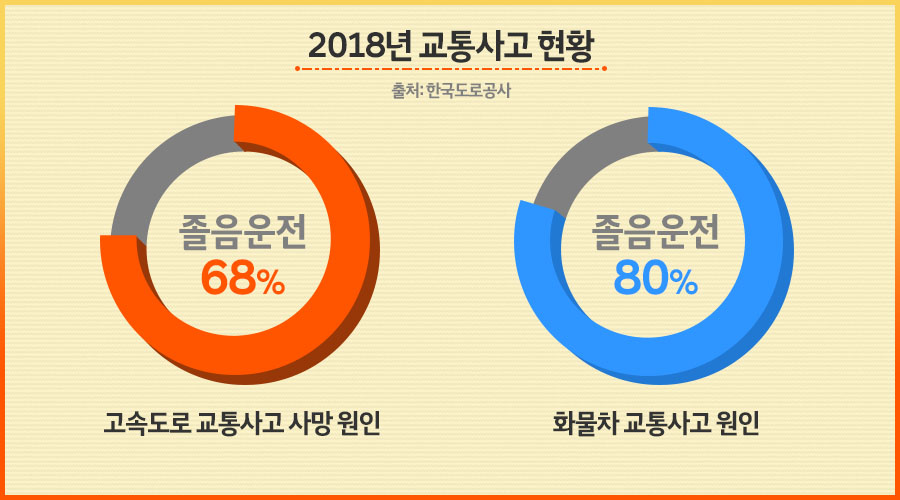 2018년 교통사고 현황
출처: 한국도로공사
졸음운전
68%
고속도로 교통사고 사망 원인
졸음운전
80%
화물차 교통사고 원인